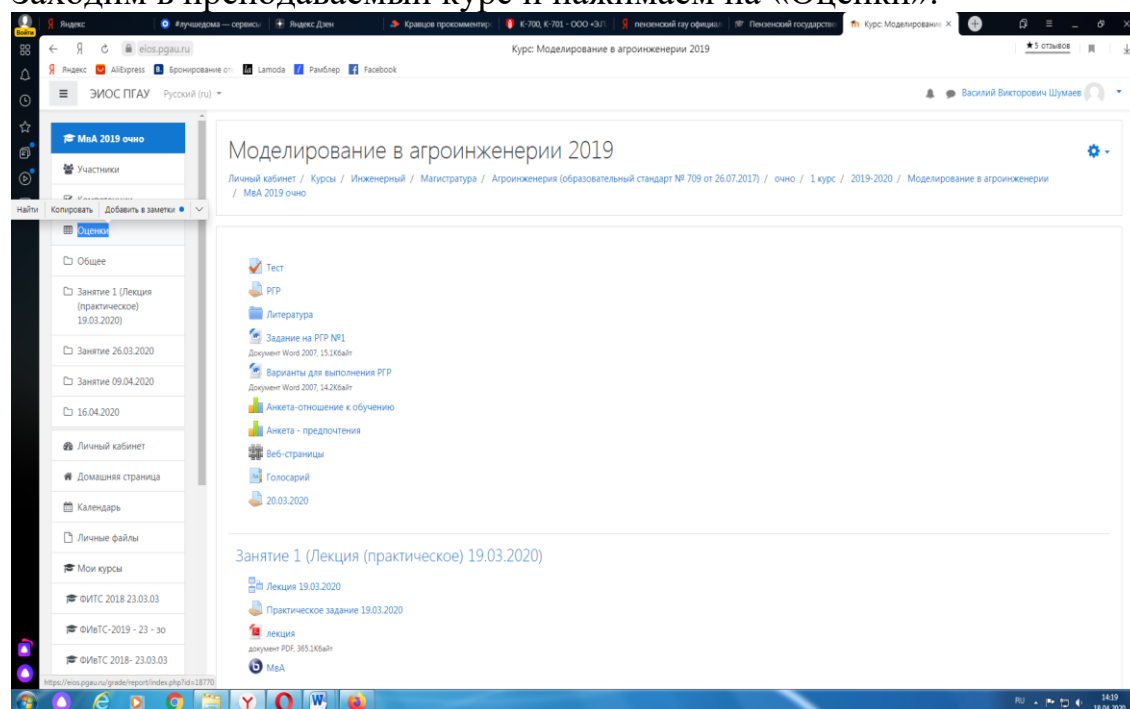 Заходим в преподаваемый курс и нажимаем на «Оценки».
Войти
Яндекс
#лучшедома — сервисы
Яндекс Дзен
Кравцов прокомментир
К-700, К-701 - ООО «ЭЛ
пензенский гау официал
Пензенский государстве
Курс: Моделирование
eios.pgau.ru
Курс: Моделирование в агроинженерии 2019
★5 отзывов
Яндекс
AliExpress
Бронирование от
Lamoda
Рамблер
Facebook
ЭИОС ПГАУ
Русский (ru)
Василий Викторович Шумаев
МвА 2019 очно
Участники
Найти
Копировать
Добавить в заметки
Оценки
Общее
Занятие 1 (Лекция
(практическое)
19.03.2020)
Занятие 26.03.2020
Занятие 09.04.2020
16.04.2020
Личный кабинет
Домашняя страница
Календарь
Личные файлы
Мои курсы
ФИТС 2018 23.03.03
ФИвТС-2019 - 23 - зо
ФИвТС 2018- 23.03.03
Моделирование в агроинженерии 2019
Личный кабинет / Курсы / Инженерный / Магистратура / Агроинженерия (образовательный стандарт № 709 от 26.07.2017) / очно / 1 курс / 2019-2020 / Моделирование в агроинженерии
/ МвА 2019 очно
Тест
РГР
Литература
Задание на РГР №1
Документ Word 2007, 15.1Кбайт
Варианты для выполнения РГР
Документ Word 2007, 14.2Кбайт
Анкета-отношение к обучению
Анкета - предпочтения
Веб-страницы
Голосарий
20.03.2020
Занятие 1 (Лекция (практическое) 19.03.2020)
Лекция 19.03.2020
Практическое задание 19.03.2020
лекция
документ PDF, 365.1Кбайт
МвА
https://eios.pgau.ru/grade/report/index.php?id=18770
RU
14:19
18.04.2020